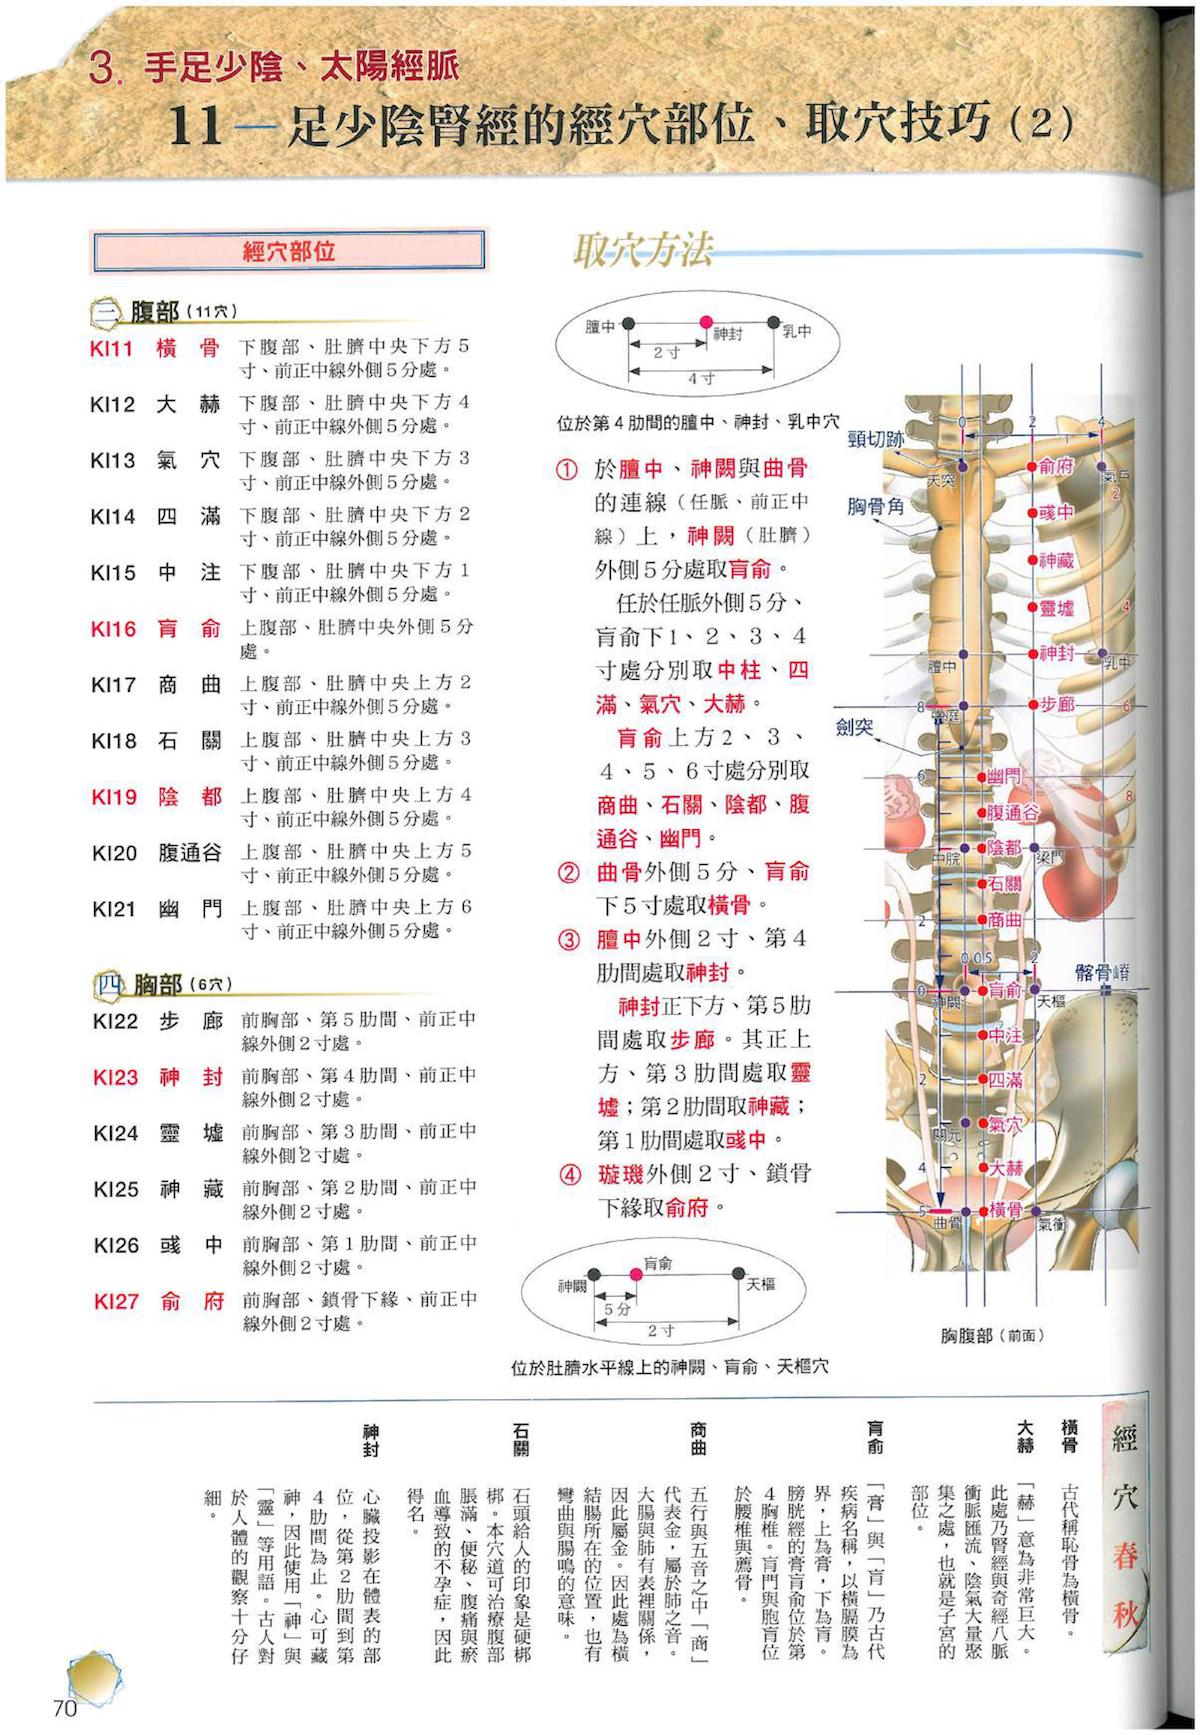 3. 手足少陰、太陽經脈
11—足少陰腎經的經穴部位、取穴技巧(2)
經穴部位
三 腹部(11穴)
KI11 橫骨 下腹部、肚臍中央下方5
寸、前正中線外側5分處。
KI12 大赫 下腹部、肚臍中央下方4
寸、前正中線外側5分處。
KI13 氣穴 下腹部、肚臍中央下方3
寸、前正中線外側5分處。
KI14 四滿 下腹部、肚臍中央下方2
寸、前正中線外側5分處。
KI15 中注 下腹部、肚臍中央下方1
寸、前正中線外側5分處。
KI16 肓俞 上腹部、肚臍中央外側5分
處。
KI17 商曲 上腹部、肚臍中央上方2
寸、前正中線外側5分處。
KI18 石關 上腹部、肚臍中央上方3
寸、前正中線外側5分處。
KI19 陰都 上腹部、肚臍中央上方4
寸、前正中線外側5分處。
KI20 腹通谷 上腹部、肚臍中央上方5
寸、前正中線外側5分處。
KI21 幽門 上腹部、肚臍中央上方6
寸、前正中線外側5分處。
四 胸部(6穴)
KI22 步廊 前胸部、第5肋間、前正中
線外側2寸處。
KI23 神封 前胸部、第4肋間、前正中
線外側2寸處。
KI24 靈墟 前胸部、第3肋間、前正中
線外側2寸處。
KI25 神藏 前胸部、第2肋間、前正中
線外側2寸處。
KI26 彧中 前胸部、第1肋間、前正中
線外側2寸處。
KI27 俞府 前胸部、鎖骨下緣、前正中
線外側2寸處。
取穴方法
膻中 神封 乳中
2寸
4寸
位於第4肋間的膻中、神封、乳中穴
① 於膻中、神闕與曲骨
的連線(任脈、前正中
線)上，神闕(肚臍)
外側5分處取肓俞。
任於任脈外側5分、
肓俞下1、2、3、4
寸處分別取中柱、四
滿、氣穴、大赫。
肓俞上方2、3、
4、5、6寸處分別取
商曲、石關、陰都、腹
通谷、幽門。
② 曲骨外側5分、肓俞
下5寸處取橫骨。
③ 膻中外側2寸、第4
肋間處取神封。
神封正下方、第5肋
間處取步廊。其正上
方、第3肋間處取靈
墟；第2肋間取神藏；
第1肋間處取彧中。
④ 璇璣外側2寸、鎖骨
下緣取俞府。
神闕 肓俞 天樞
5分
2寸
位於肚臍水平線上的神闕、肓俞、天樞穴
0 2 4
頸切跡
天突 俞府 氣戶
2
胸骨角
彧中
神藏
靈墟 4
膻中 神封 乳中
8 中庭 步廊 6
劍突
6 幽門
腹通谷 8
中脘 陰都 梁門
石關
2 商曲
0 0.5 2
髂骨嵴
0 神闕 肓俞 天樞
中注
2 四滿
關元 氣穴
4 大赫
5 曲骨 橫骨 氣衝
胸腹部(前面)
經穴春秋
橫骨 古代稱恥骨為橫骨。
大赫 「赫」意為非常巨大。
此處乃腎經與奇經八脈
衝脈匯流、陰氣大量聚
集之處，也就是子宮的
部位。
肓俞 「膏」與「肓」乃古代
疾病名稱，以橫膈膜為
界，上為膏，下為肓。
膀胱經的膏肓俞位於第
4胸椎。肓門與胞肓位
於腰椎與薦骨。
商曲 五行與五音之中「商」
代表金，屬於肺之音。
大腸與肺有表裡關係，
因此屬金。因此處為橫
結腸所在的位置，也有
彎曲與腸鳴的意味。
石關 石頭給人的印象是硬梆
梆。本穴道可治療腹部
脹滿、便秘、腹痛與瘀
血導致的不孕症，因此
得名。
神封 心臟投影在體表的部
位，從第2肋間到第
4肋間為止。心可藏
神，因此使用「神」與
「靈」等用語。古人對
於人體的觀察十分仔
細。
70